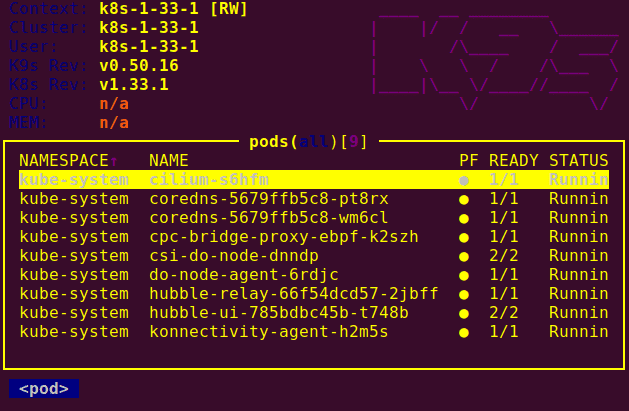 Context: k8s-1-33-1 [RW]
Cluster: k8s-1-33-1
User: k8s-1-33-1
K9s Rev: v0.50.16
K8s Rev: v1.33.1
CPU: n/a
MEM: n/a
pods(all)[9]
NAMESPACE↑ NAME PF READY STATUS
kube-system cilium-s6hfm ● 1/1 Runnin
kube-system coredns-5679ffb5c8-pt8rx ● 1/1 Runnin
kube-system coredns-5679ffb5c8-wm6cl ● 1/1 Runnin
kube-system cpc-bridge-proxy-ebpf-k2szh ● 1/1 Runnin
kube-system csi-do-node-dnndp ● 2/2 Runnin
kube-system do-node-agent-6rdjc ● 1/1 Runnin
kube-system hubble-relay-66f54dcd57-2jbff ● 1/1 Runnin
kube-system hubble-ui-785bdbc45b-t748b ● 2/2 Runnin
kube-system konnectivity-agent-h2m5s ● 1/1 Runnin
<pod>